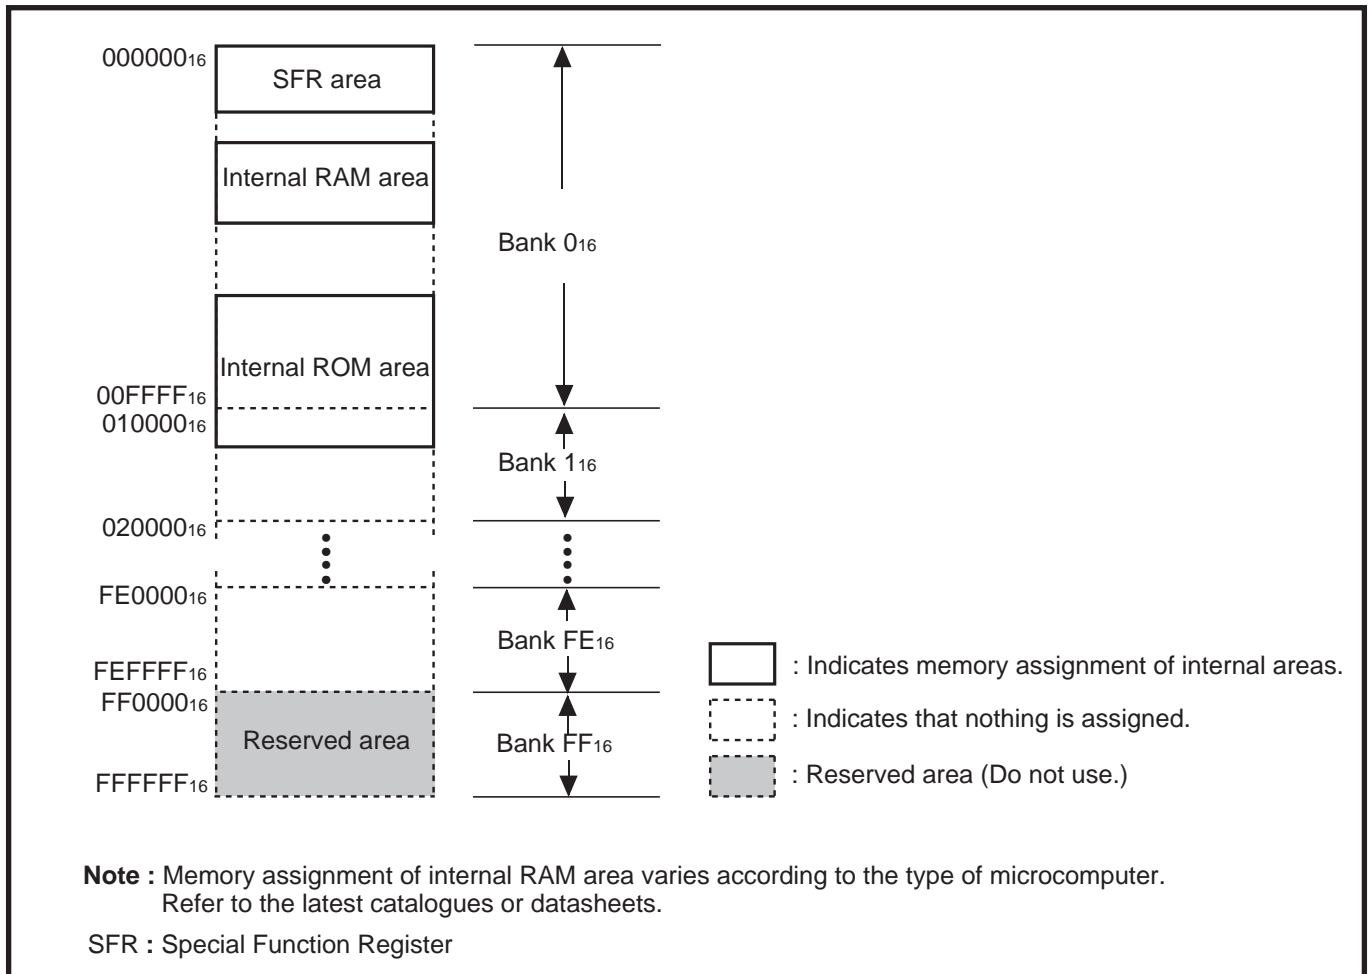 000000₁₆
SFR area
Internal RAM area
Bank 0₁₆
Internal ROM area
00FFFF₁₆
010000₁₆
Bank 1₁₆
020000₁₆
FE0000₁₆
Bank FE₁₆
: Indicates memory assignment of internal areas.
FEFFFF₁₆
FF0000₁₆
: Indicates that nothing is assigned.
Reserved area
Bank FF₁₆
: Reserved area (Do not use.)
FFFFFF₁₆
Note : Memory assignment of internal RAM area varies according to the type of microcomputer.
Refer to the latest catalogues or datasheets.
SFR : Special Function Register